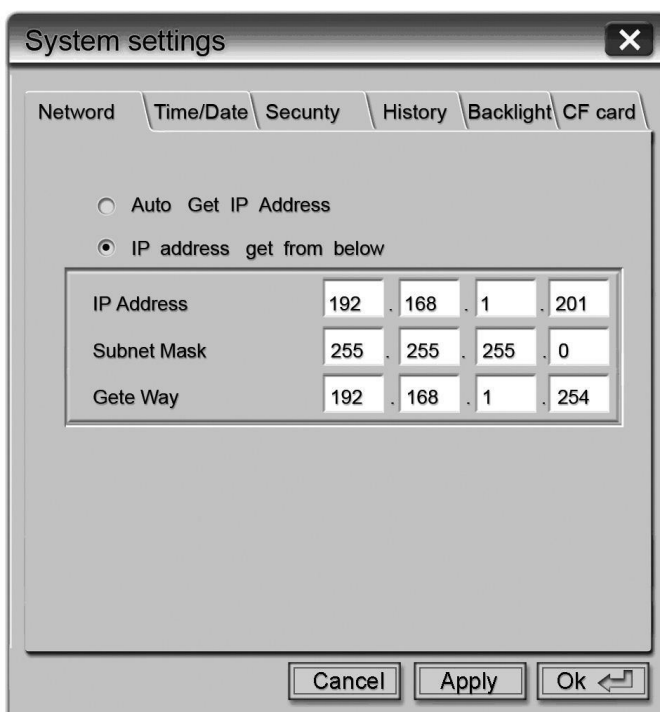 System settings
Netword Time/Date Securty History Backlight CF card
Auto Get IP Address
IP address get from below
IP Address 192 . 168 . 1 . 201
Subnet Mask 255 . 255 . 255 . 0
Gete Way 192 . 168 . 1 . 254
Cancel Apply Ok